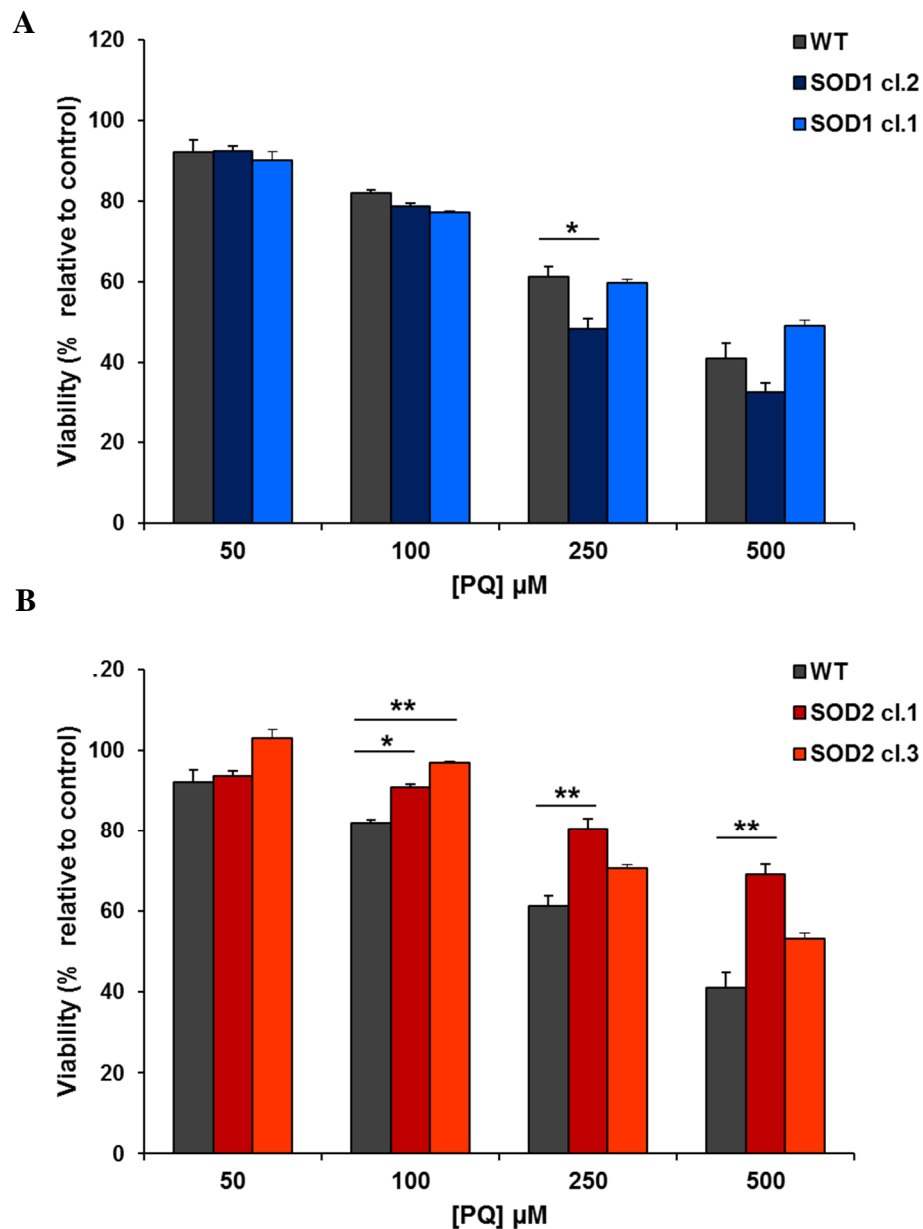 A
120
100
80
60
40
20
0
Viability (% relative to control)
WT
SOD1 cl.2
SOD1 cl.1
*
50 100 250 500
[PQ] µM
B
.20
100
80
60
40
20
0
Viability (% relative to control)
WT
SOD2 cl.1
SOD2 cl.3
**
*
**
**
50 100 250 500
[PQ] µM